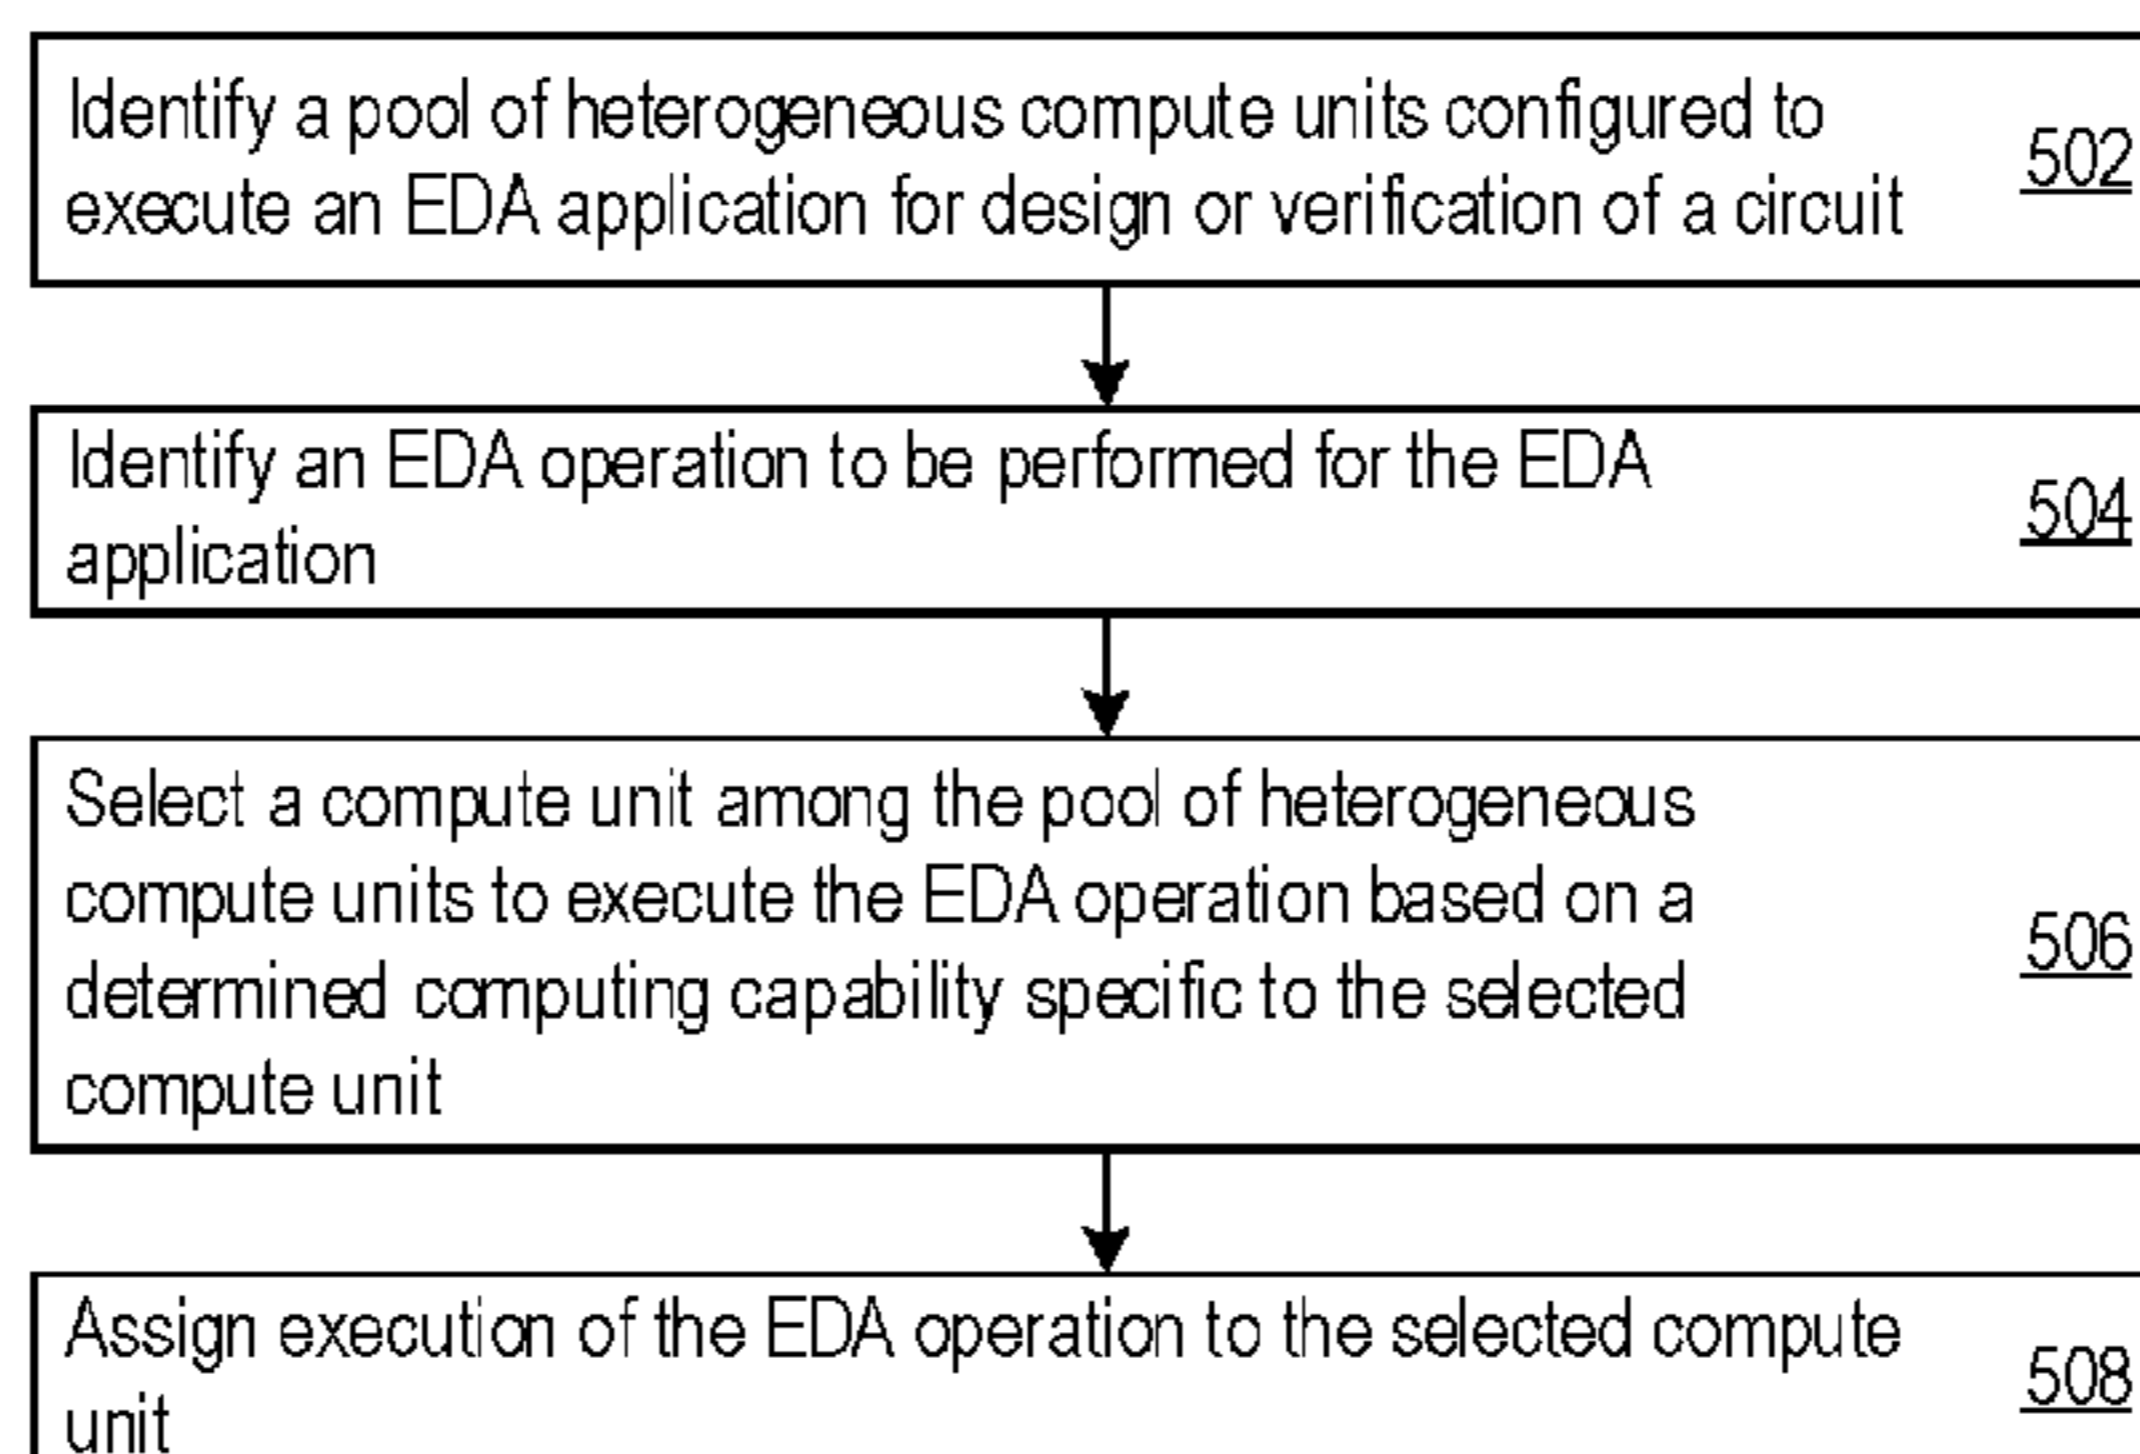 Identify a pool of heterogeneous compute units configured to
execute an EDA application for design or verification of a circuit
502
Identify an EDA operation to be performed for the EDA
application
504
Select a compute unit among the pool of heterogeneous
compute units to execute the EDA operation based on a
determined computing capability specific to the selected
compute unit
506
Assign execution of the EDA operation to the selected compute
unit
508